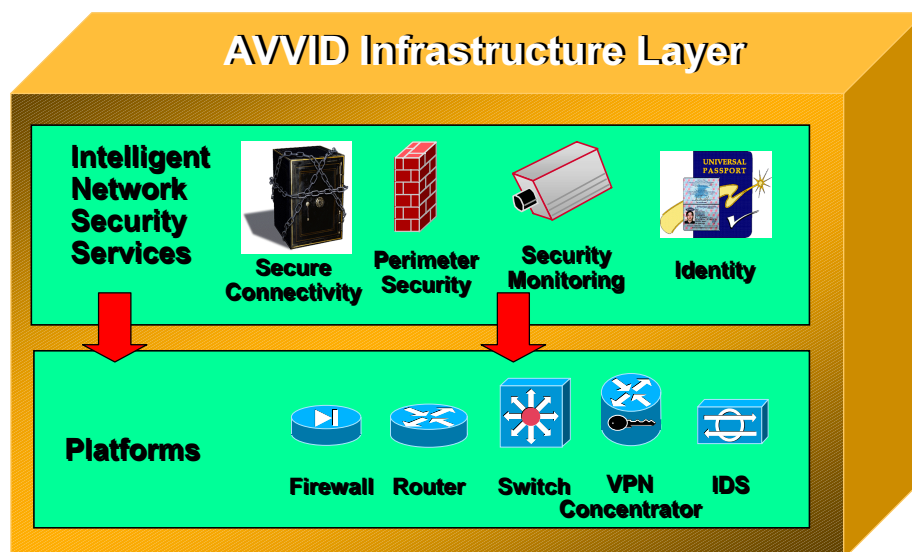 AVVID Infrastructure Layer
Intelligent
Network
Security
Services
Secure
Connectivity
Perimeter
Security
Security
Monitoring
UNIVERSAL
PASSPORT
Identity
Platforms
Firewall
Router
Switch
VPN
Concentrator
IDS